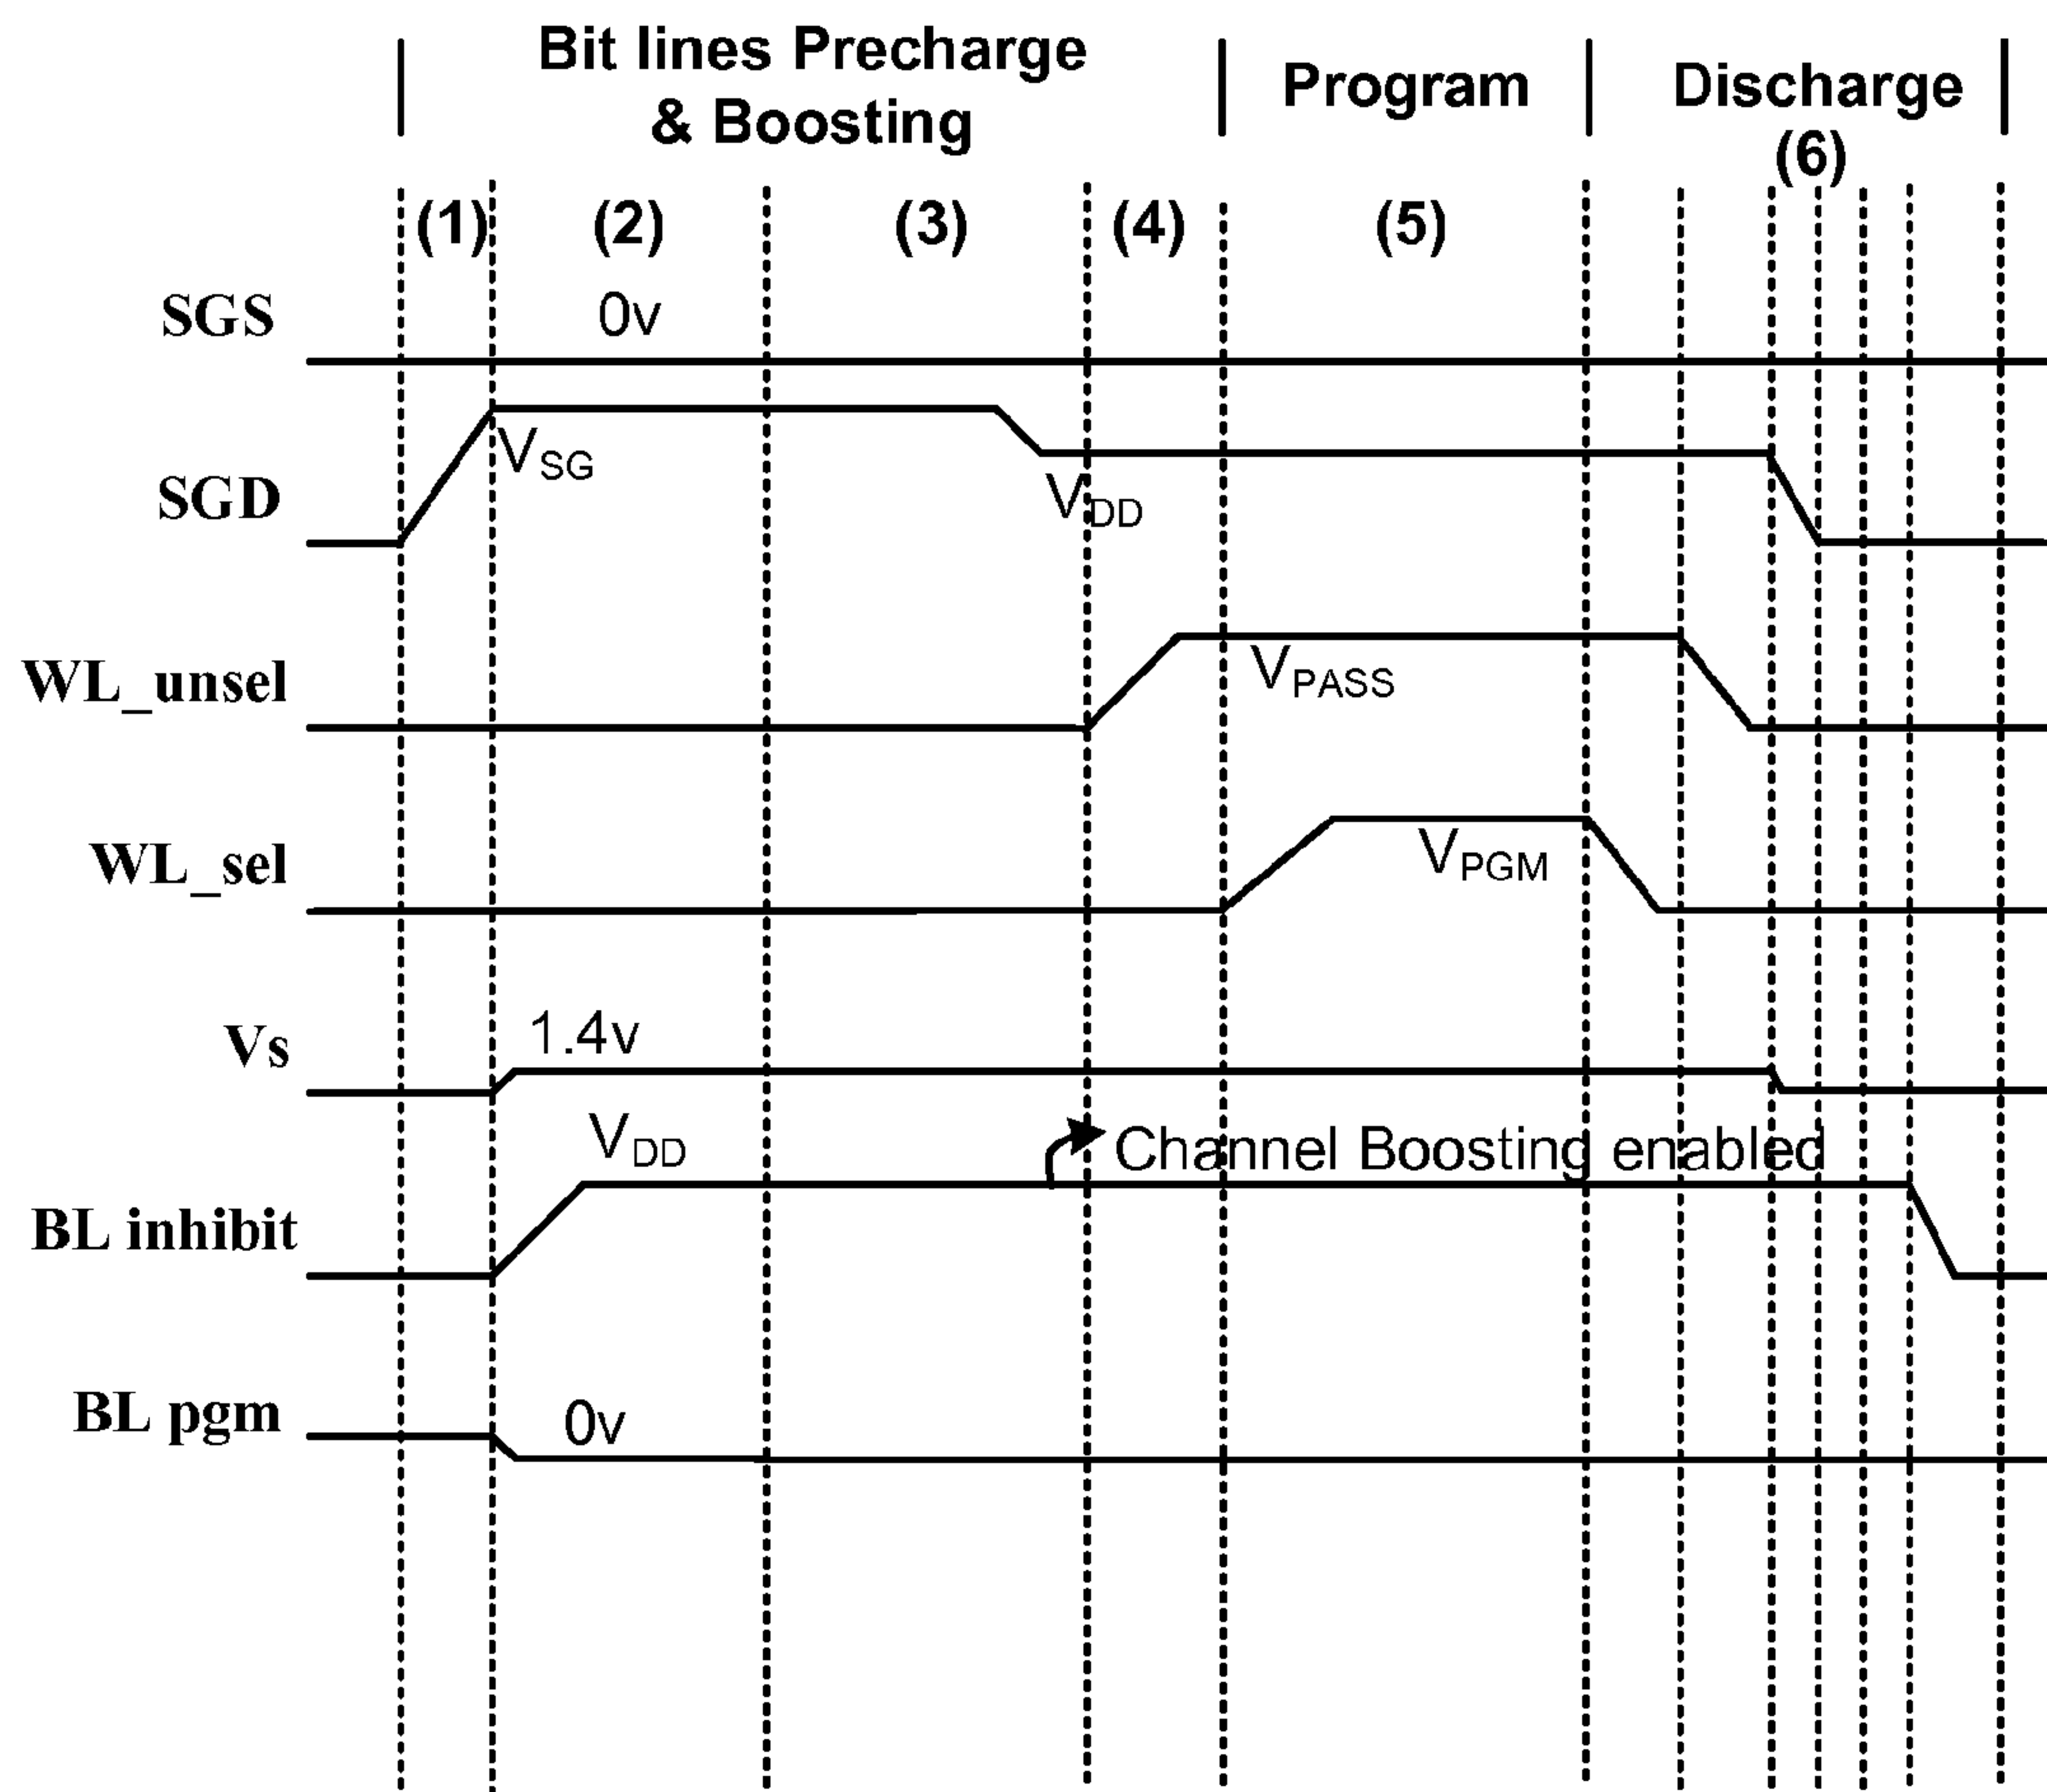 Bit lines Precharge
& Boosting
Program
Discharge
(6)
(1)
(2)
(3)
(4)
(5)
SGS
0v
SGD
VSG
VDD
WL_unsel
VPASS
WL_sel
VPGM
Vs
1.4v
VDD
Channel Boosting enabled
BL inhibit
BL pgm
0v